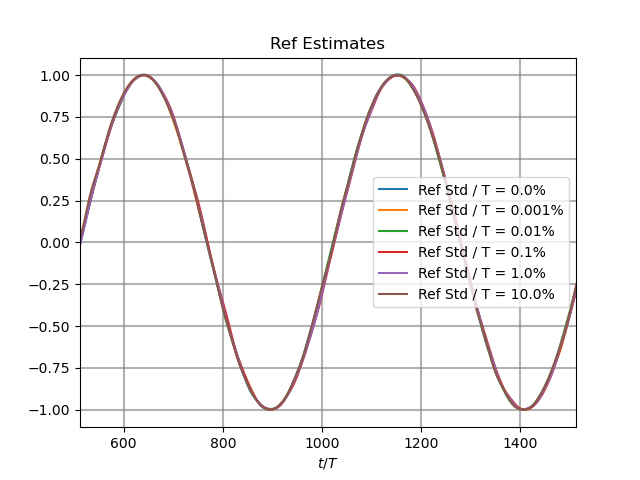 Ref Estimates
1.00
0.75
0.50
0.25
0.00
−0.25
−0.50
−0.75
−1.00
Ref Std / T = 0.0%
Ref Std / T = 0.001%
Ref Std / T = 0.01%
Ref Std / T = 0.1%
Ref Std / T = 1.0%
Ref Std / T = 10.0%
600 800 1000 1200 1400
t/T